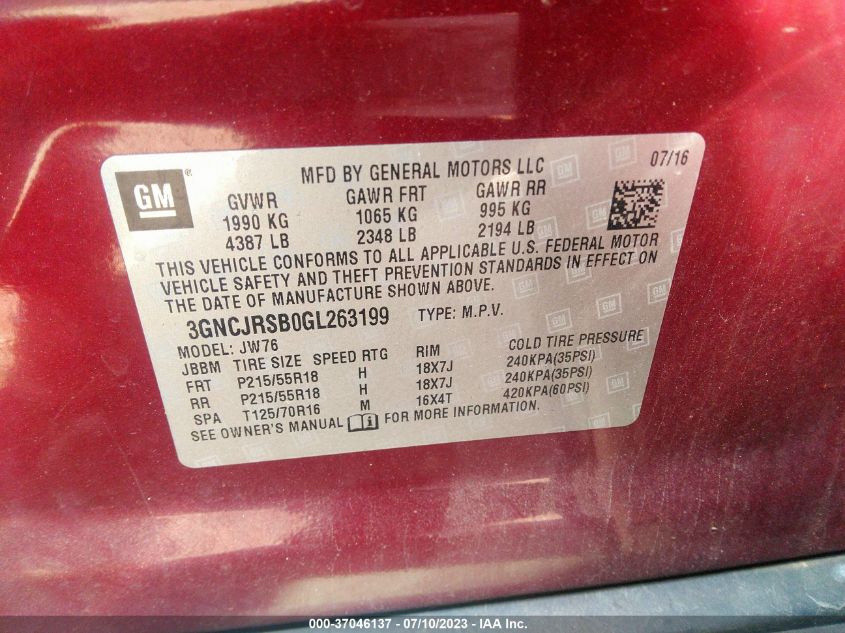 MFD BY GENERAL MOTORS LLC 07/16
GM ®
GVWR GAWR FRT GAWR RR
1990 KG 1065 KG 995 KG
4387 LB 2348 LB 2194 LB
THIS VEHICLE CONFORMS TO ALL APPLICABLE U.S. FEDERAL MOTOR
VEHICLE SAFETY AND THEFT PREVENTION STANDARDS IN EFFECT ON
THE DATE OF MANUFACTURE SHOWN ABOVE.
3GNCJRSB0GL263199 TYPE: M.P.V.
MODEL: JW76
JBBM TIRE SIZE SPEED RTG RIM COLD TIRE PRESSURE
FRT P215/55R18 H 18X7J 240KPA(35PSI)
RR P215/55R18 H 18X7J 240KPA(35PSI)
SPA T125/70R16 M 16X4T 420KPA(60PSI)
SEE OWNER'S MANUAL FOR MORE INFORMATION.
000-37046137 - 07/10/2023 - IAA Inc.